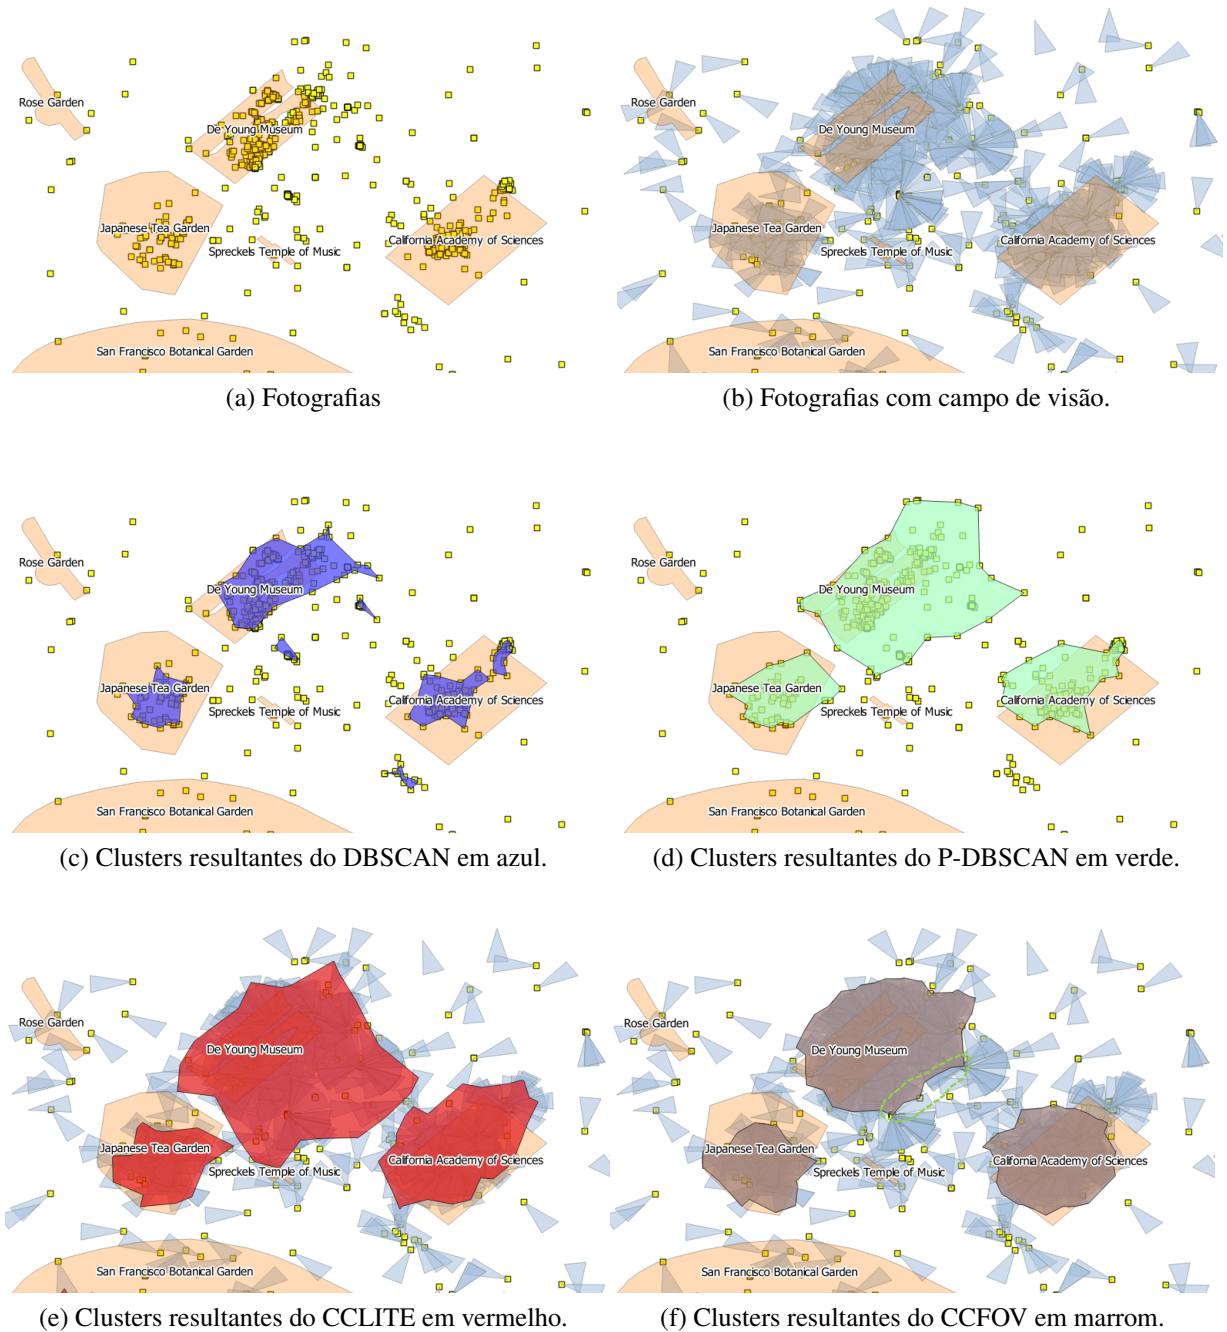 Rose Garden
De Young Museum
Japanese Tea Garden
California Academy of Sciences
Spreckels Temple of Music
San Francisco Botanical Garden
(a) Fotografias
Rose Garden
De Young Museum
Japanese Tea Garden
California Academy of Sciences
Spreckels Temple of Music
San Francisco Botanical Garden
(b) Fotografias com campo de visão.
Rose Garden
De Young Museum
Japanese Tea Garden
California Academy of Sciences
Spreckels Temple of Music
San Francisco Botanical Garden
(c) Clusters resultantes do DBSCAN em azul.
Rose Garden
De Young Museum
Japanese Tea Garden
California Academy of Sciences
Spreckels Temple of Music
San Francisco Botanical Garden
(d) Clusters resultantes do P-DBSCAN em verde.
Rose Garden
De Young Museum
Japanese Tea Garden
California Academy of Sciences
Spreckels Temple of Music
San Francisco Botanical Garden
(e) Clusters resultantes do CCLITE em vermelho.
Rose Garden
De Young Museum
Japanese Tea Garden
California Academy of Sciences
Spreckels Temple of Music
San Francisco Botanical Garden
(f) Clusters resultantes do CCFOV em marrom.